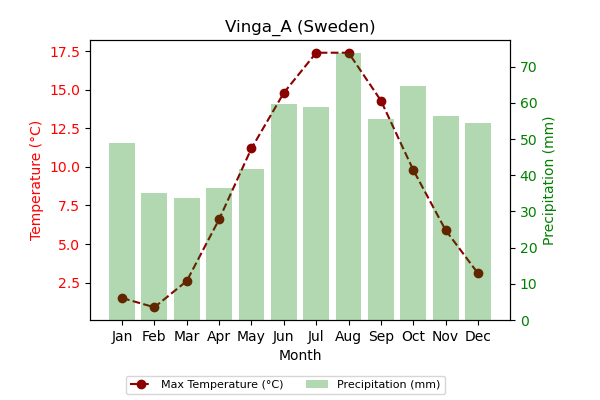 Vinga_A (Sweden)
17.5
15.0
12.5
10.0
7.5
5.0
2.5
Temperature (°C)
70
60
50
40
30
20
10
0
Precipitation (mm)
Jan Feb Mar Apr May Jun Jul Aug Sep Oct Nov Dec
Month
Max Temperature (°C) Precipitation (mm)